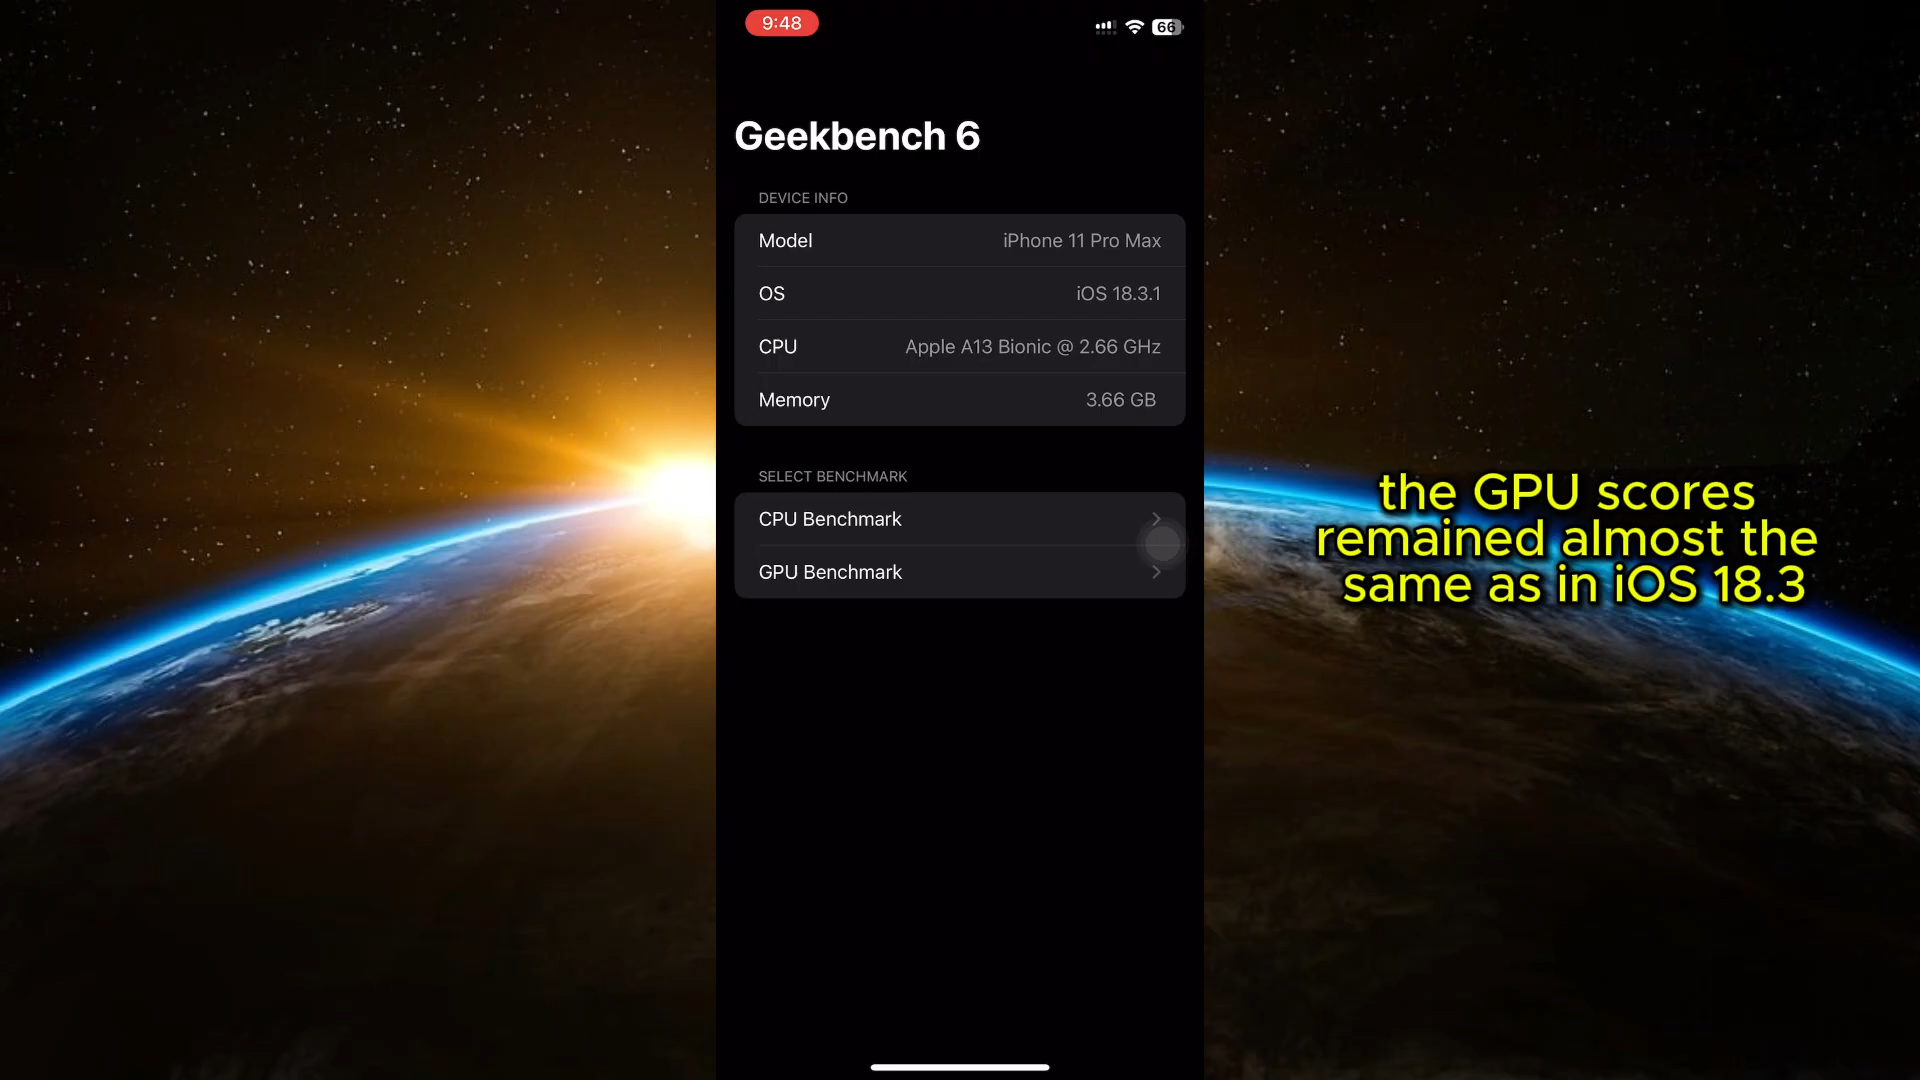 9:48
66
Geekbench 6
DEVICE INFO
Model iPhone 11 Pro Max
OS iOS 18.3.1
CPU Apple A13 Bionic @ 2.66 GHz
Memory 3.66 GB
SELECT BENCHMARK
CPU Benchmark
GPU Benchmark
the GPU scores
remained almost the
same as in iOS 18.3